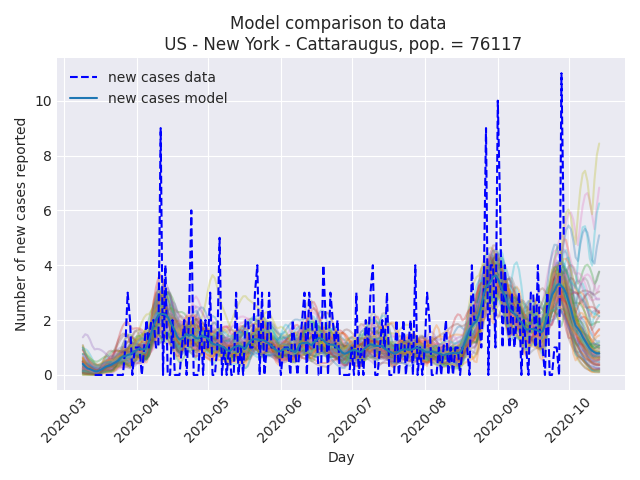 Model comparison to data
US - New York - Cattaraugus, pop. = 76117
new cases data
new cases model
Number of new cases reported
10
8
6
4
2
0
2020-03
2020-04
2020-05
2020-06
2020-07
2020-08
2020-09
2020-10
Day